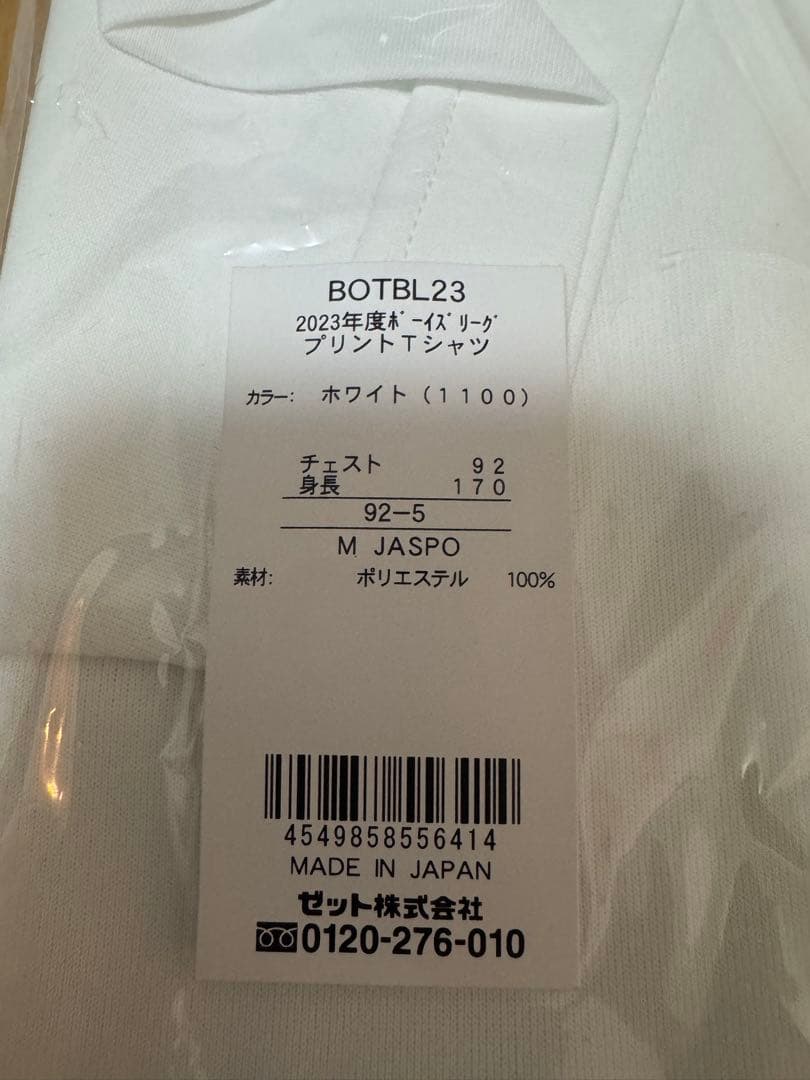 BOTBL23
2023年度ﾎﾞｰｲｽﾞﾘｰｸﾞ
プリントTシャツ
カラー: ホワイト(1100)
チェスト 92
身長 170
92-5
M JASPO
素材: ポリエステル 100%
4549858556414
MADE IN JAPAN
ゼット株式会社
0120-276-010